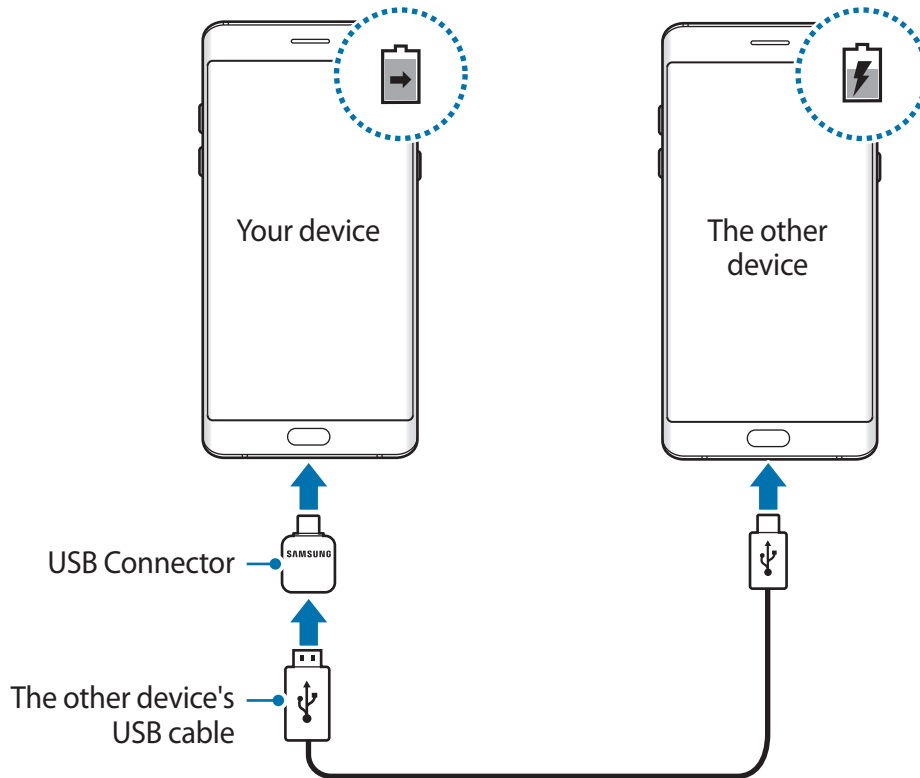 Your device
The other
device
USB Connector
SAMSUNG
The other device's
USB cable